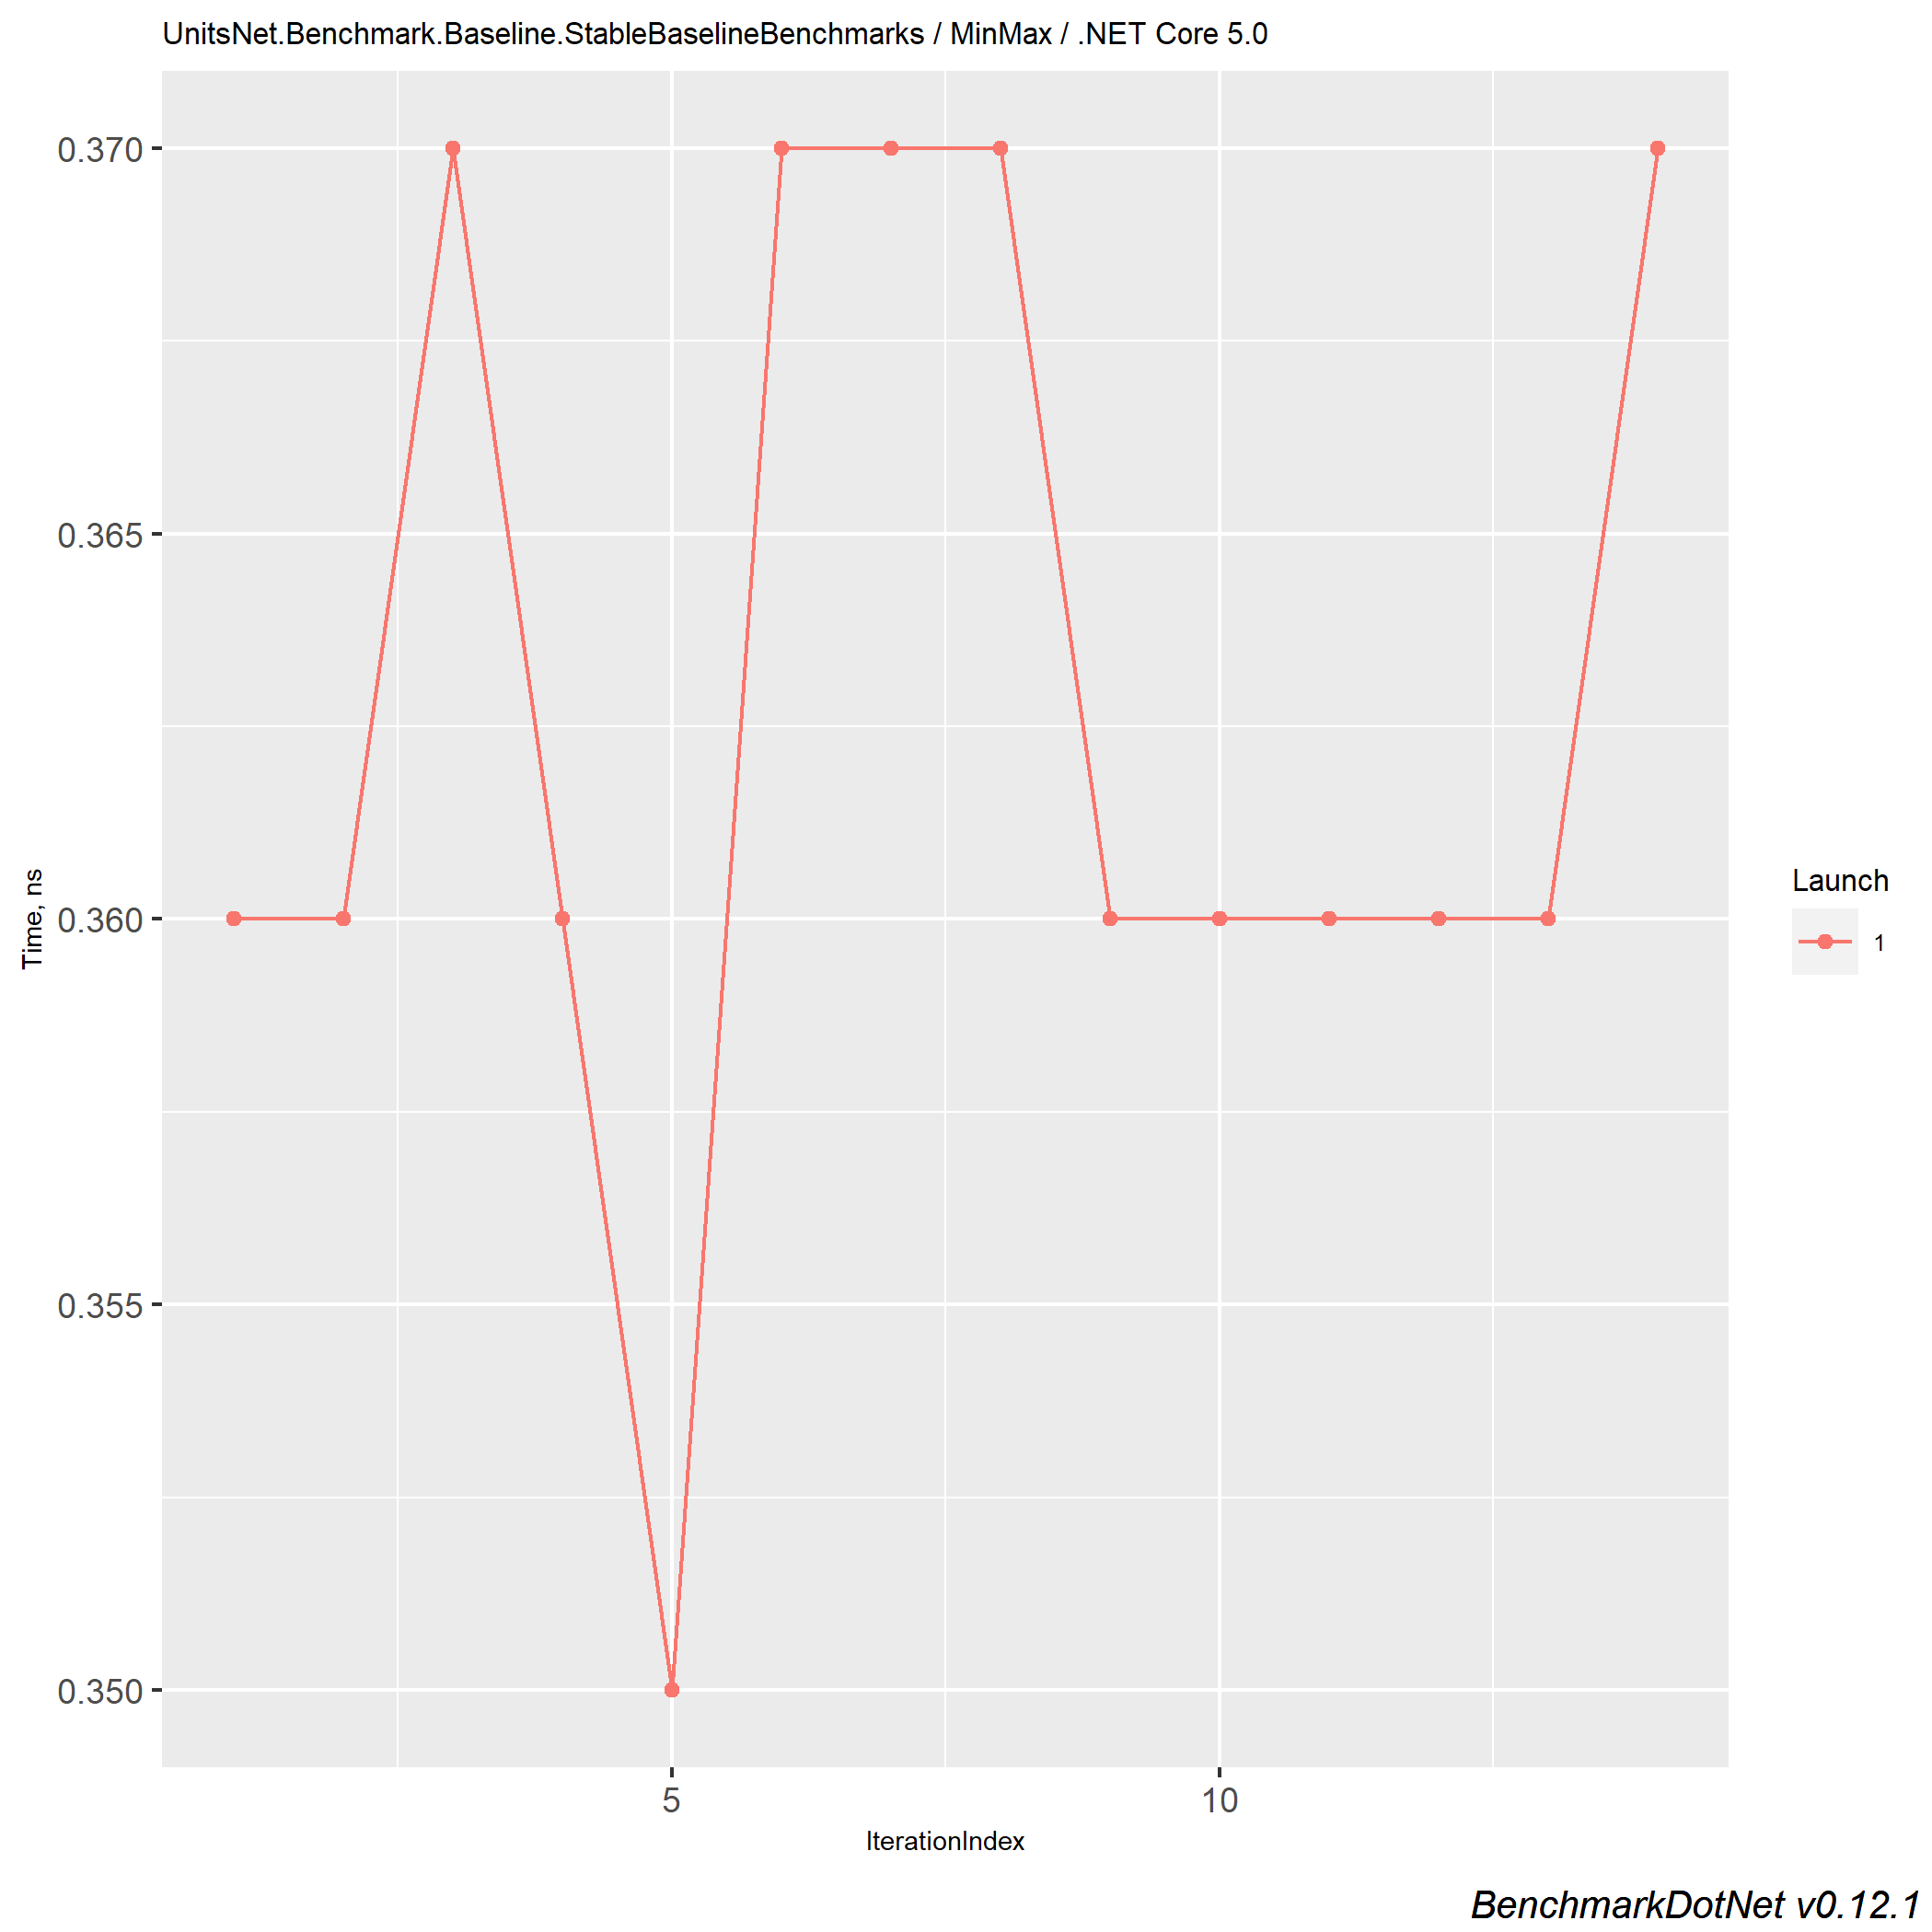 UnitsNet.Benchmark.Baseline.StableBaselineBenchmarks / MinMax / .NET Core 5.0
0.370
0.365
0.360
0.355
0.350
Time, ns
5
10
IterationIndex
Launch
1
BenchmarkDotNet v0.12.1